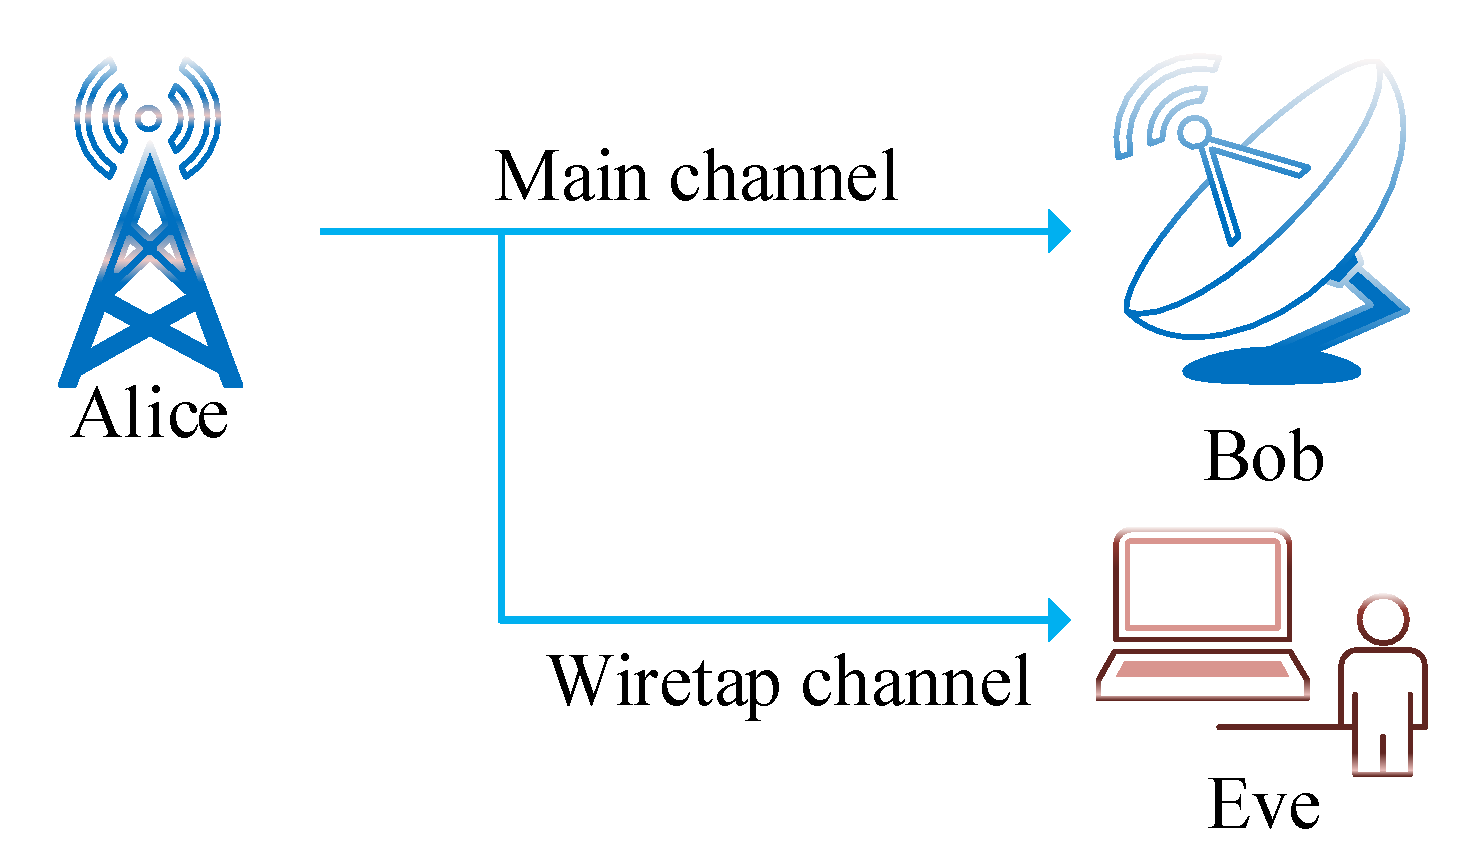 Main channel
Alice
Bob
Wiretap channel
Eve